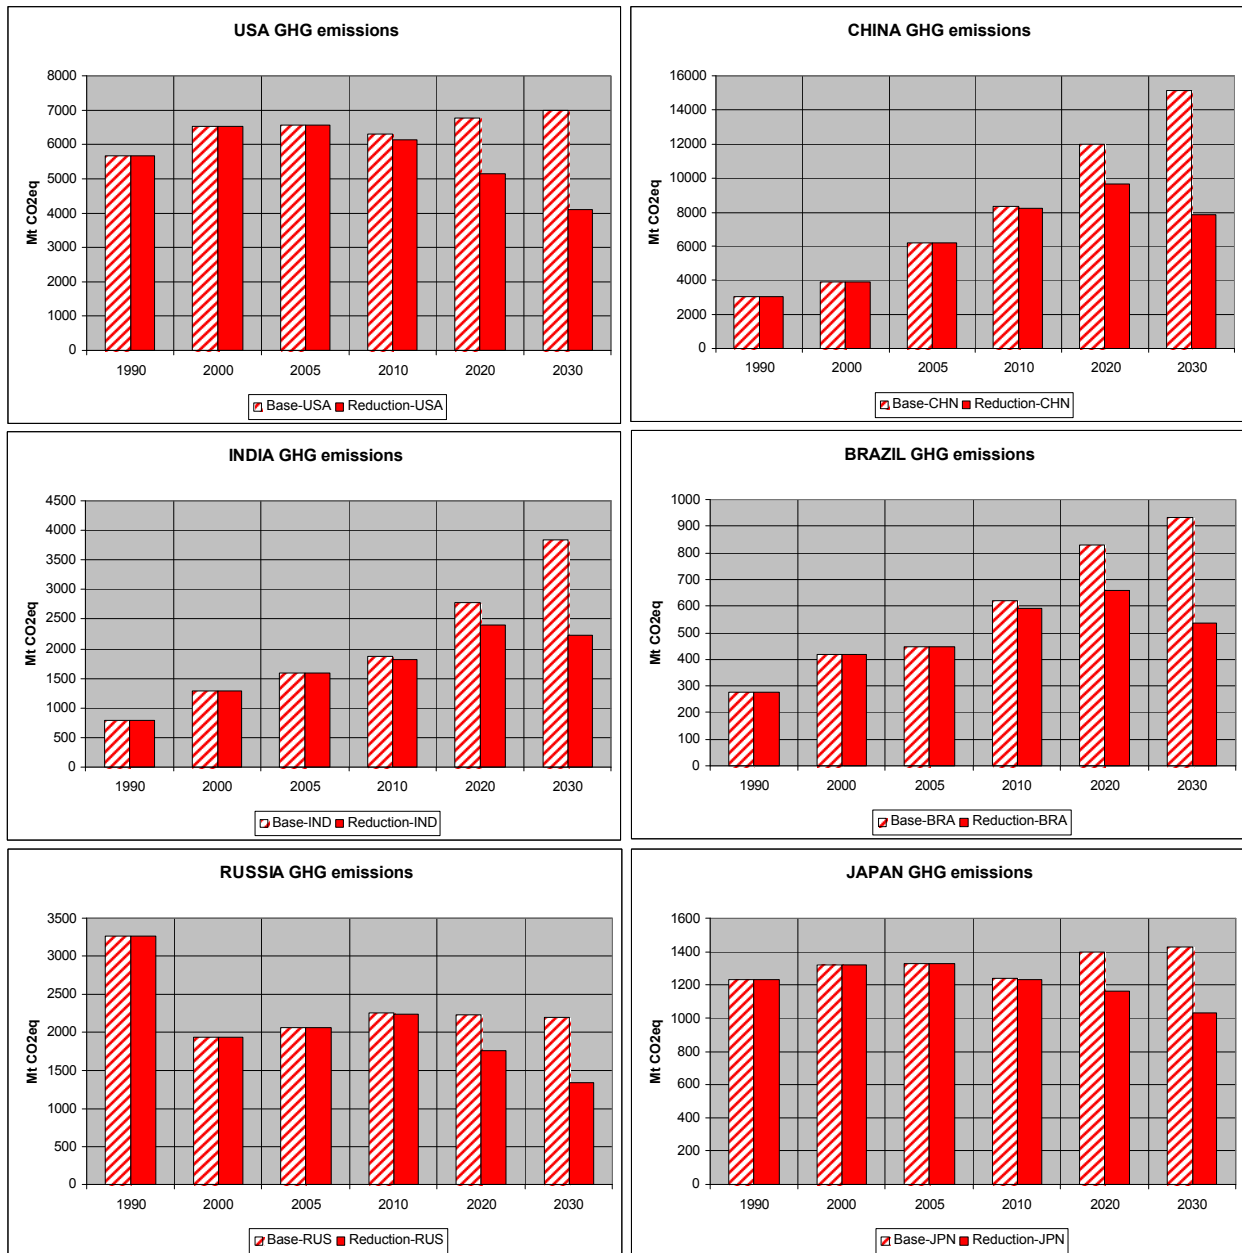 USA GHG emissions
8000
7000
6000
5000
4000
3000
2000
1000
0
Mt CO2eq
1990 2000 2005 2010 2020 2030
Base-USA Reduction-USA
CHINA GHG emissions
16000
14000
12000
10000
8000
6000
4000
2000
0
Mt CO2eq
1990 2000 2005 2010 2020 2030
Base-CHN Reduction-CHN
INDIA GHG emissions
4500
4000
3500
3000
2500
2000
1500
1000
500
0
Mt CO2eq
1990 2000 2005 2010 2020 2030
Base-IND Reduction-IND
BRAZIL GHG emissions
1000
900
800
700
600
500
400
300
200
100
0
Mt CO2eq
1990 2000 2005 2010 2020 2030
Base-BRA Reduction-BRA
RUSSIA GHG emissions
3500
3000
2500
2000
1500
1000
500
0
Mt CO2eq
1990 2000 2005 2010 2020 2030
Base-RUS Reduction-RUS
JAPAN GHG emissions
1600
1400
1200
1000
800
600
400
200
0
Mt CO2eq
1990 2000 2005 2010 2020 2030
Base-JPN Reduction-JPN